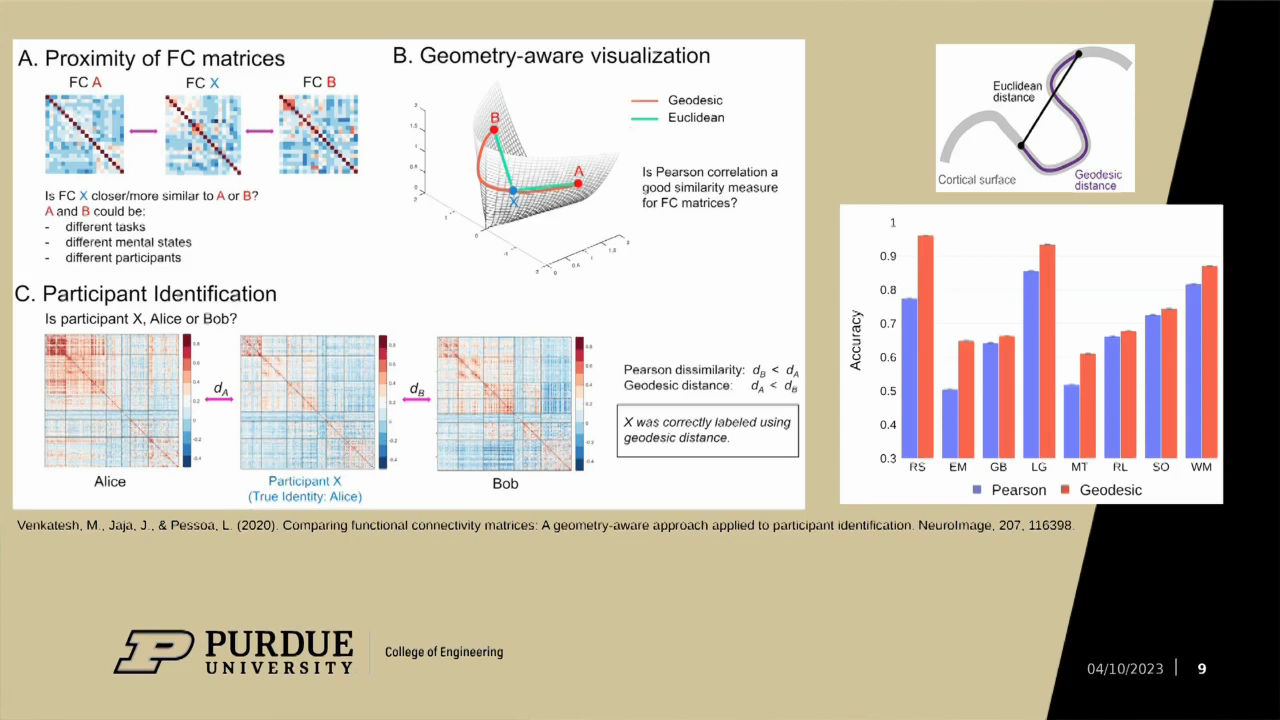 A. Proximity of FC matrices
FC A
FC X
FC B
Is FC X closer/more similar to A or B?
A and B could be:
- different tasks
- different mental states
- different participants
B. Geometry-aware visualization
Geodesic
Euclidean
B
A
X
Is Pearson correlation a
good similarity measure
for FC matrices?
C. Participant Identification
Is participant X, Alice or Bob?
dA
dB
Alice
Participant X
(True Identity: Alice)
Bob
Pearson dissimilarity: dB < dA
Geodesic distance: dA < dB
X was correctly labeled using
geodesic distance.
Euclidean
distance
Cortical surface
Geodesic
distance
1
0.9
0.8
0.7
0.6
0.5
0.4
0.3
Accuracy
RS EM GB LG MT RL SO WM
Pearson Geodesic
Venkatesh, M., Jaja, J., & Pessoa, L. (2020). Comparing functional connectivity matrices: A geometry-aware approach applied to participant identification. NeuroImage, 207, 116398.
PURDUE
UNIVERSITY
College of Engineering
04/10/2023 | 9